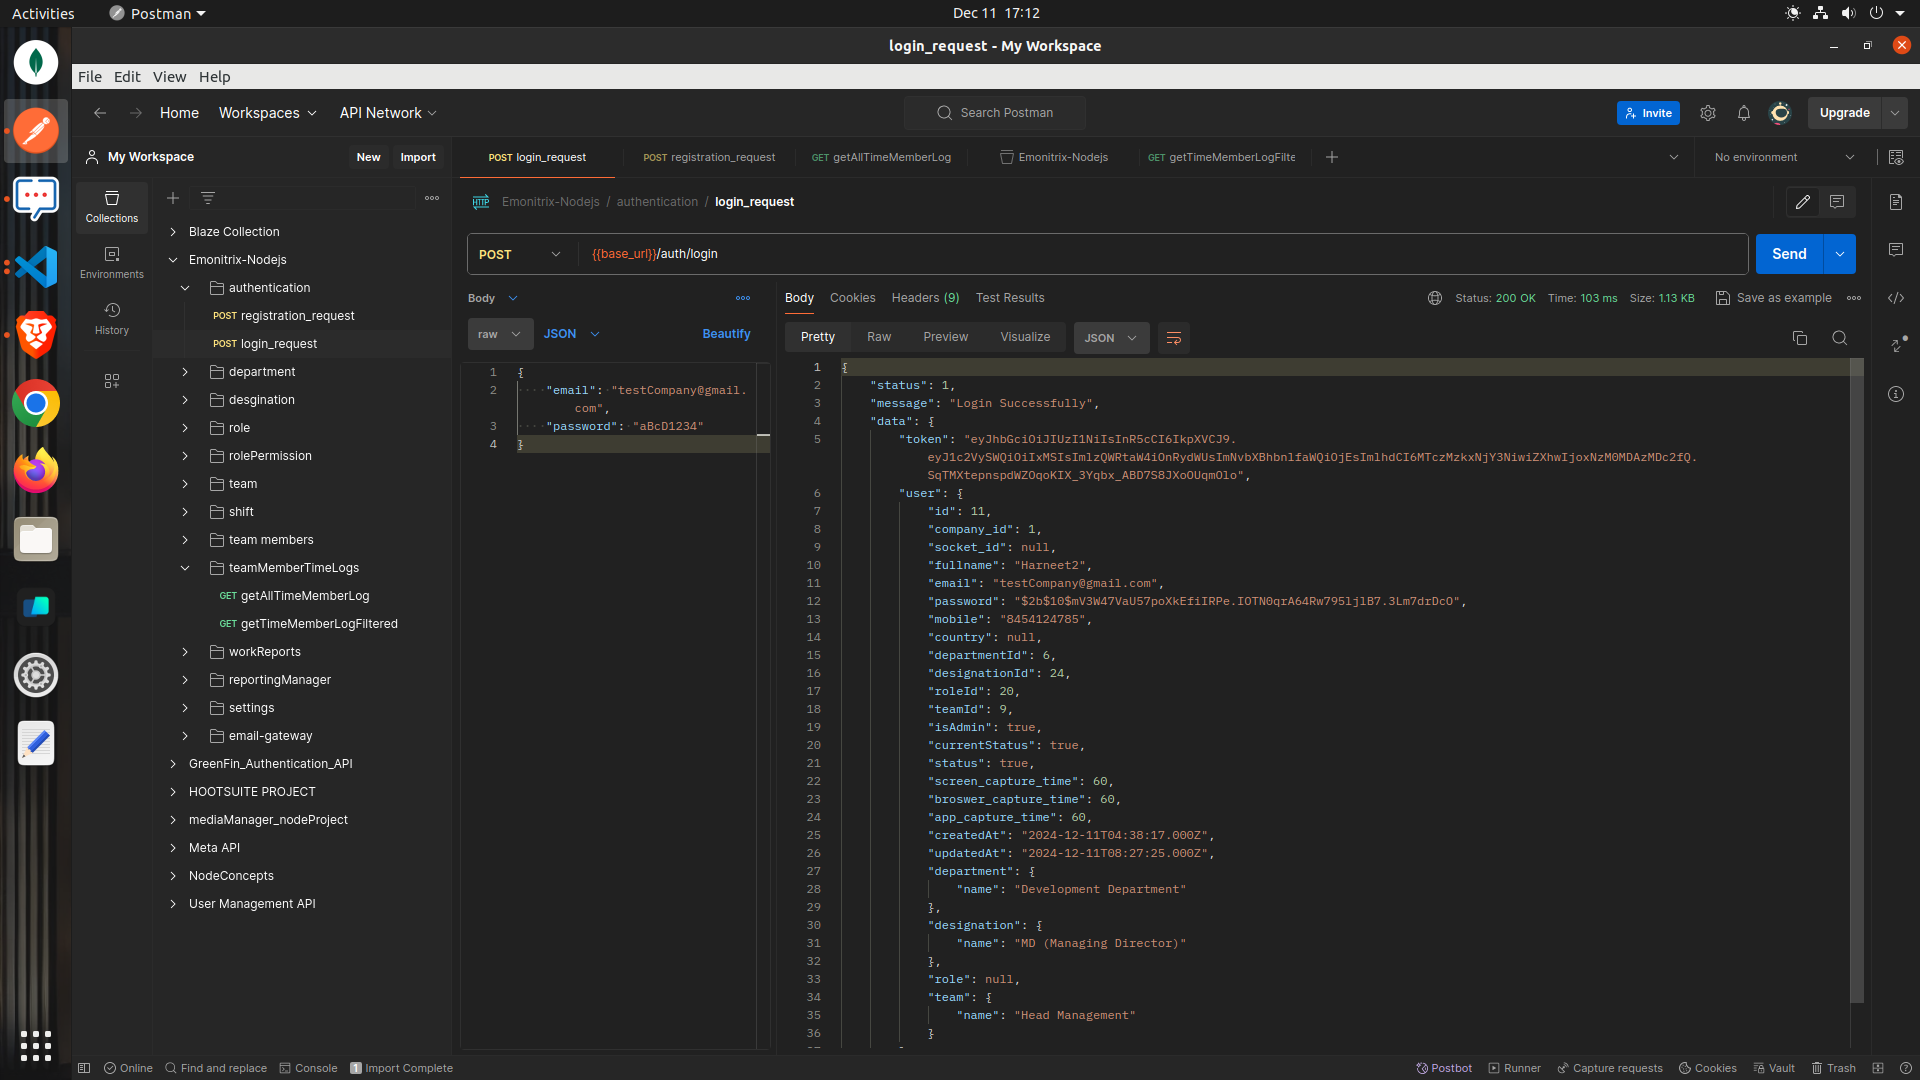 Activities
Postman
Dec 11 17:12
login_request - My Workspace
File Edit View Help
Home Workspaces API Network
Search Postman
Invite
Upgrade
My Workspace
New Import
POST login_request
POST registration_request
GET getAllTimeMemberLog
Emonitrix-Nodejs
GET getTimeMemberLogFilte
No environment
Collections
Environments
History
Blaze Collection
Emonitrix-Nodejs
authentication
POST registration_request
POST login_request
department
desgination
role
rolePermission
team
shift
team members
teamMemberTimeLogs
GET getAllTimeMemberLog
GET getTimeMemberLogFiltered
workReports
reportingManager
settings
email-gateway
GreenFin_Authentication_API
HOOTSUITE PROJECT
mediaManager_nodeProject
Meta API
NodeConcepts
User Management API
HTTP Emonitrix-Nodejs / authentication / login_request
POST {{base_url}}/auth/login
Send
Body
raw JSON Beautify
1 {
2 "email": "testCompany@gmail.
com",
3 "password": "aBcD1234"
4 }
Body Cookies Headers (9) Test Results
Status: 200 OK Time: 103 ms Size: 1.13 KB Save as example
Pretty Raw Preview Visualize JSON
1 {
2 "status": 1,
3 "message": "Login Successfully",
4 "data": {
5 "token": "eyJhbGciOiJIUzI1NiIsInR5cCI6IkpXVCJ9.
eyJ1c2VySWQiOiIxMSIsImlzQWRtaW4iOnRydWUsImNvbXBhbnlfaWQiOjEsImlhdCI6MTczMzkxNjY3NiwiZXhwIjoxNzM0MDAzMDc2fQ.
SqTMXtepnspdWZOqoKIX_3Yqbx_ABD7S8JXoOUqmOlo",
6 "user": {
7 "id": 11,
8 "company_id": 1,
9 "socket_id": null,
10 "fullname": "Harneet2",
11 "email": "testCompany@gmail.com",
12 "password": "$2b$10$mV3W47VaU57poXkEfiIRPe.IOTN0qrA64Rw795ljlB7.3Lm7drDcO",
13 "mobile": "8454124785",
14 "country": null,
15 "departmentId": 6,
16 "designationId": 24,
17 "roleId": 20,
18 "teamId": 9,
19 "isAdmin": true,
20 "currentStatus": true,
21 "status": true,
22 "screen_capture_time": 60,
23 "broswer_capture_time": 60,
24 "app_capture_time": 60,
25 "createdAt": "2024-12-11T04:38:17.000Z",
26 "updatedAt": "2024-12-11T08:27:25.000Z",
27 "department": {
28 "name": "Development Department"
29 },
30 "designation": {
31 "name": "MD (Managing Director)"
32 },
33 "role": null,
34 "team": {
35 "name": "Head Management"
36 }
Online Find and replace Console 1 Import Complete
Postbot Runner Capture requests Cookies Vault Trash